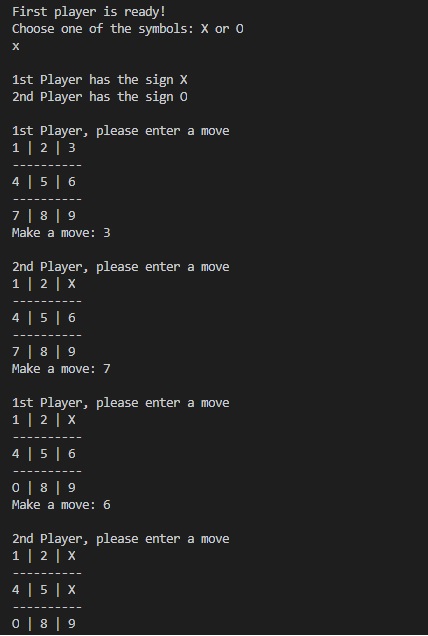 First player is ready!
Choose one of the symbols: X or O
x
1st Player has the sign X
2nd Player has the sign O
1st Player, please enter a move
1 | 2 | 3
----------
4 | 5 | 6
----------
7 | 8 | 9
Make a move: 3
2nd Player, please enter a move
1 | 2 | X
----------
4 | 5 | 6
----------
7 | 8 | 9
Make a move: 7
1st Player, please enter a move
1 | 2 | X
----------
4 | 5 | 6
----------
O | 8 | 9
Make a move: 6
2nd Player, please enter a move
1 | 2 | X
----------
4 | 5 | X
----------
O | 8 | 9